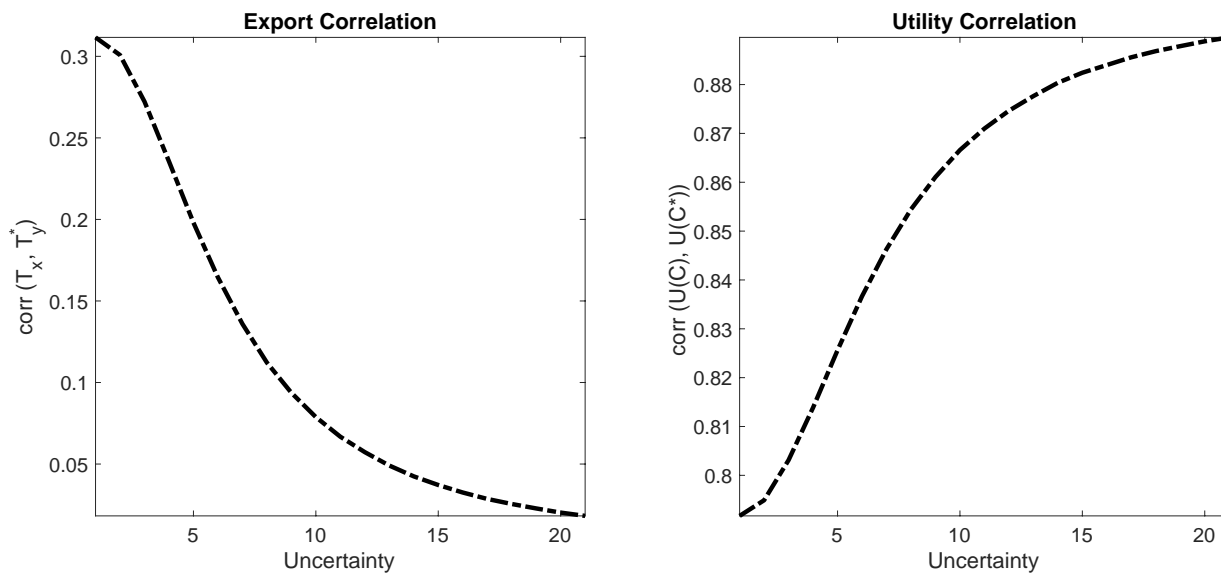 Export Correlation
corr (T_x, T_y^*)
0.3
0.25
0.2
0.15
0.1
0.05
5 10 15 20
Uncertainty
Utility Correlation
corr (U(C), U(C*))
0.88
0.87
0.86
0.85
0.84
0.83
0.82
0.81
0.8
5 10 15 20
Uncertainty